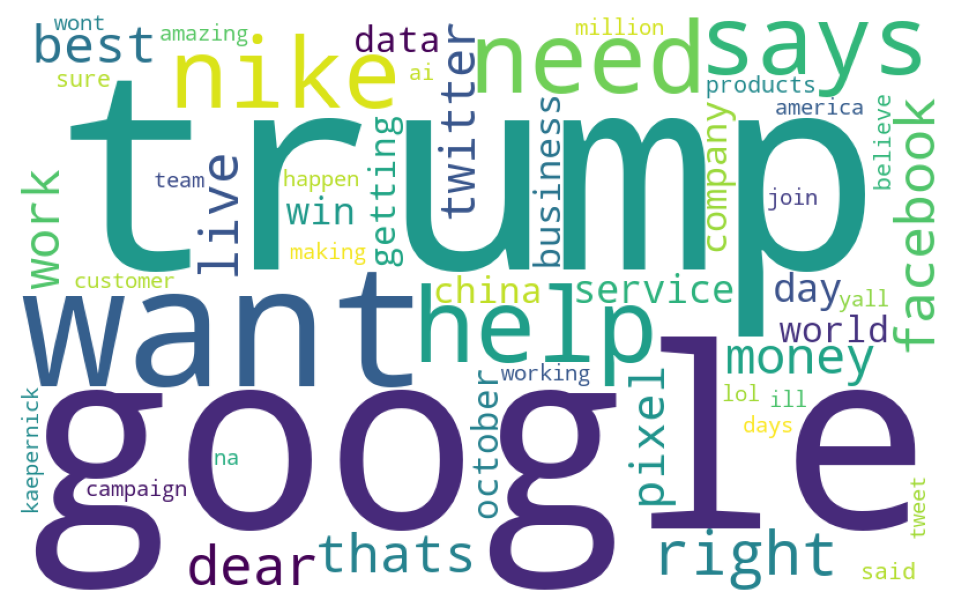 wont
best
amazing
sure
nike
data
ai
twitter
need
million
says
products
america
trump
work
team
live
happen
win
making
getting
business
company
join
believe
facebook
customer
want
china
help
service
day
yall
world
money
working
google
kaepernick
na
campaign
october
pixel
lol
ill
days
tweet
dear
thats
right
said